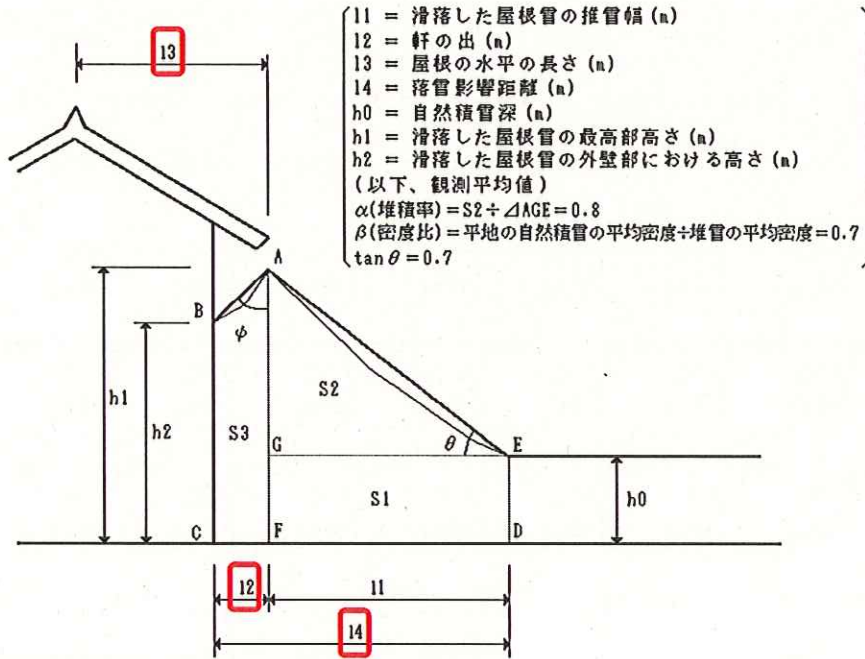 l1 = 滑落した屋根雪の推雪幅(m)
l2 = 軒の出(m)
l3 = 屋根の水平の長さ(m)
l4 = 落雪影響距離(m)
h0 = 自然積雪深(m)
h1 = 滑落した屋根雪の最高部高さ(m)
h2 = 滑落した屋根雪の外壁部における高さ(m)
(以下、観測平均値)
α(堆積率)=S2÷⊿AGE=0.8
β(密度比)=平地の自然積雪の平均密度÷堆雪の平均密度=0.7
tanθ=0.7
l3
A
B
φ
h1
h2
S3
S2
G
θ
E
S1
h0
C
F
D
l2
l1
l4